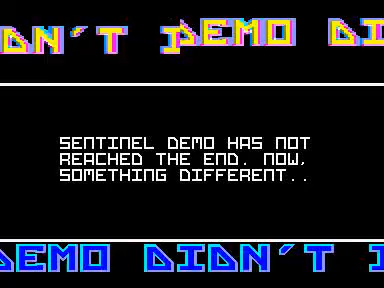 DN'T DEMO DI
SENTINEL DEMO HAS NOT
REACHED THE END. NOW,
SOMETHING DIFFERENT..
DEMO DIDN'T